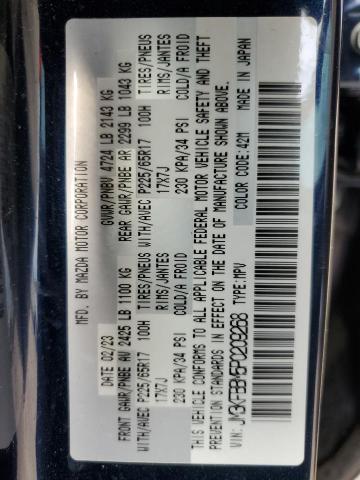 MFD. BY MAZDA MOTOR CORPORATION
DATE 02/23 GVWR/PNBV 4724 LB 2143 KG
FRONT GAWR/PNBE AV 2425 LB 1100 KG REAR GAWR/PNBE AR 2299 LB 1043 KG
WITH/AVEC P225/65R17 100H TIRES/PNEUS WITH/AVEC P225/65R17 100H TIRES/PNEUS
17X7J RIMS/JANTES 17X7J RIMS/JANTES
230 KPA/34 PSI COLD/A FROID 230 KPA/34 PSI COLD/A FROID
THIS VEHICLE CONFORMS TO ALL APPLICABLE FEDERAL MOTOR VEHICLE SAFETY AND THEFT
PREVENTION STANDARDS IN EFFECT ON THE DATE OF MANUFACTURE SHOWN ABOVE.
VIN: TYPE: MPV COLOR CODE: 42M MADE IN JAPAN